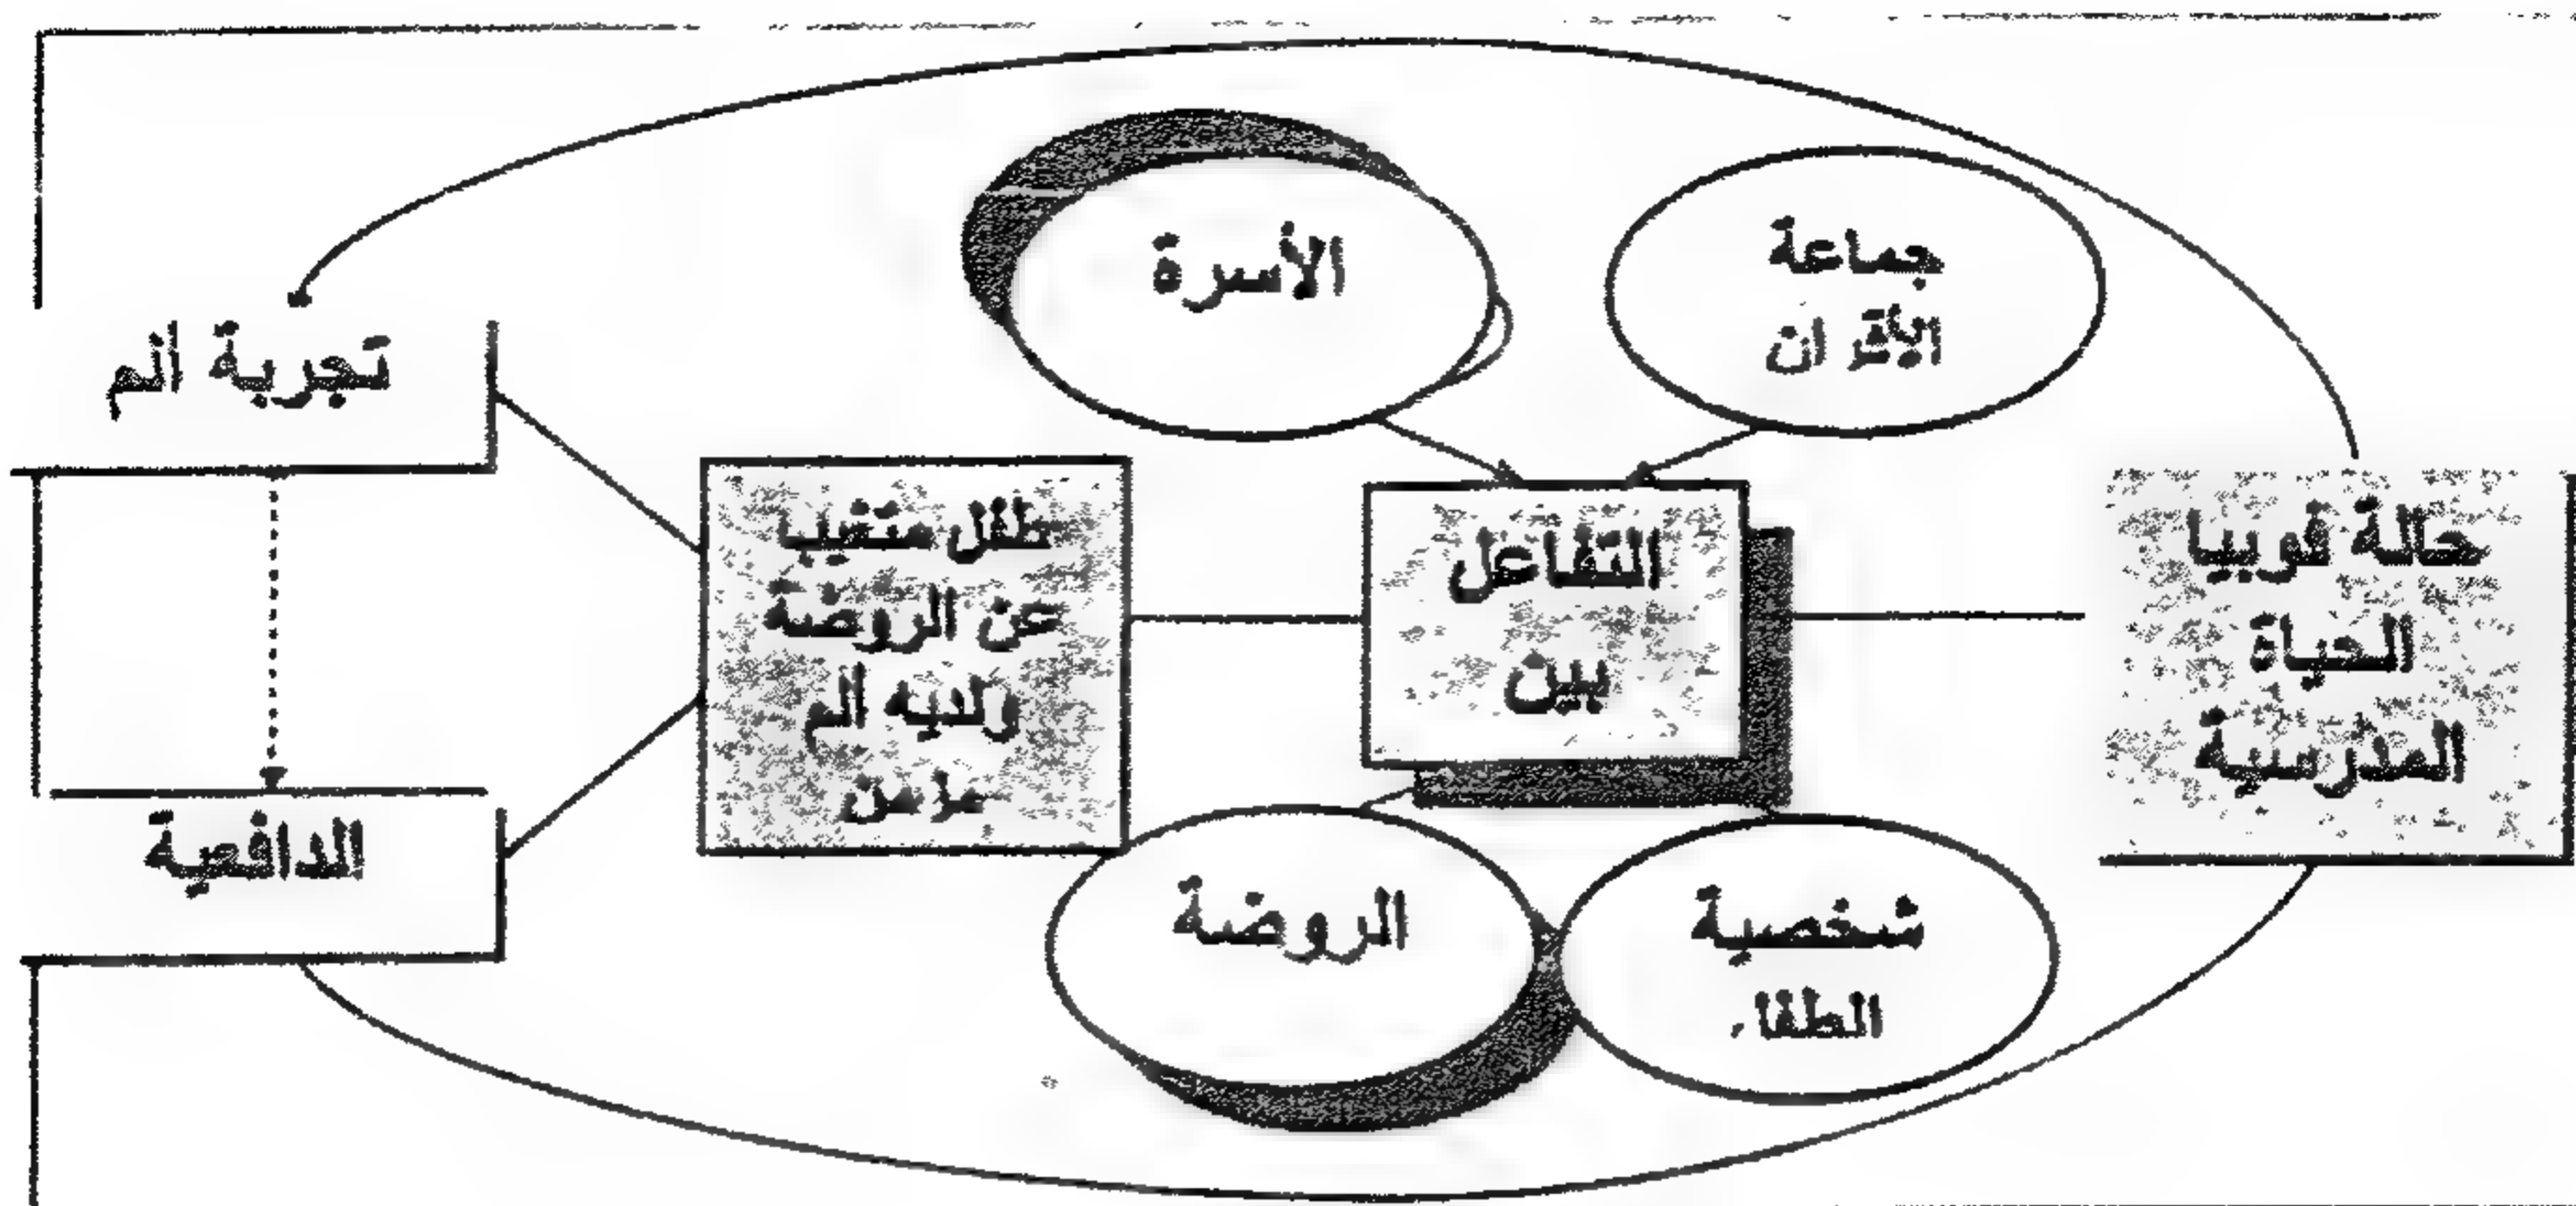 الأسرة
جماعة
الأقران
تجربة ألم
طفل متغيب
عن الروضة
ولديه ألم
مزمن
التفاعل
بين
حالة فوبيا
الحياة
المدرسية
الدافعية
الروضة
شخصية